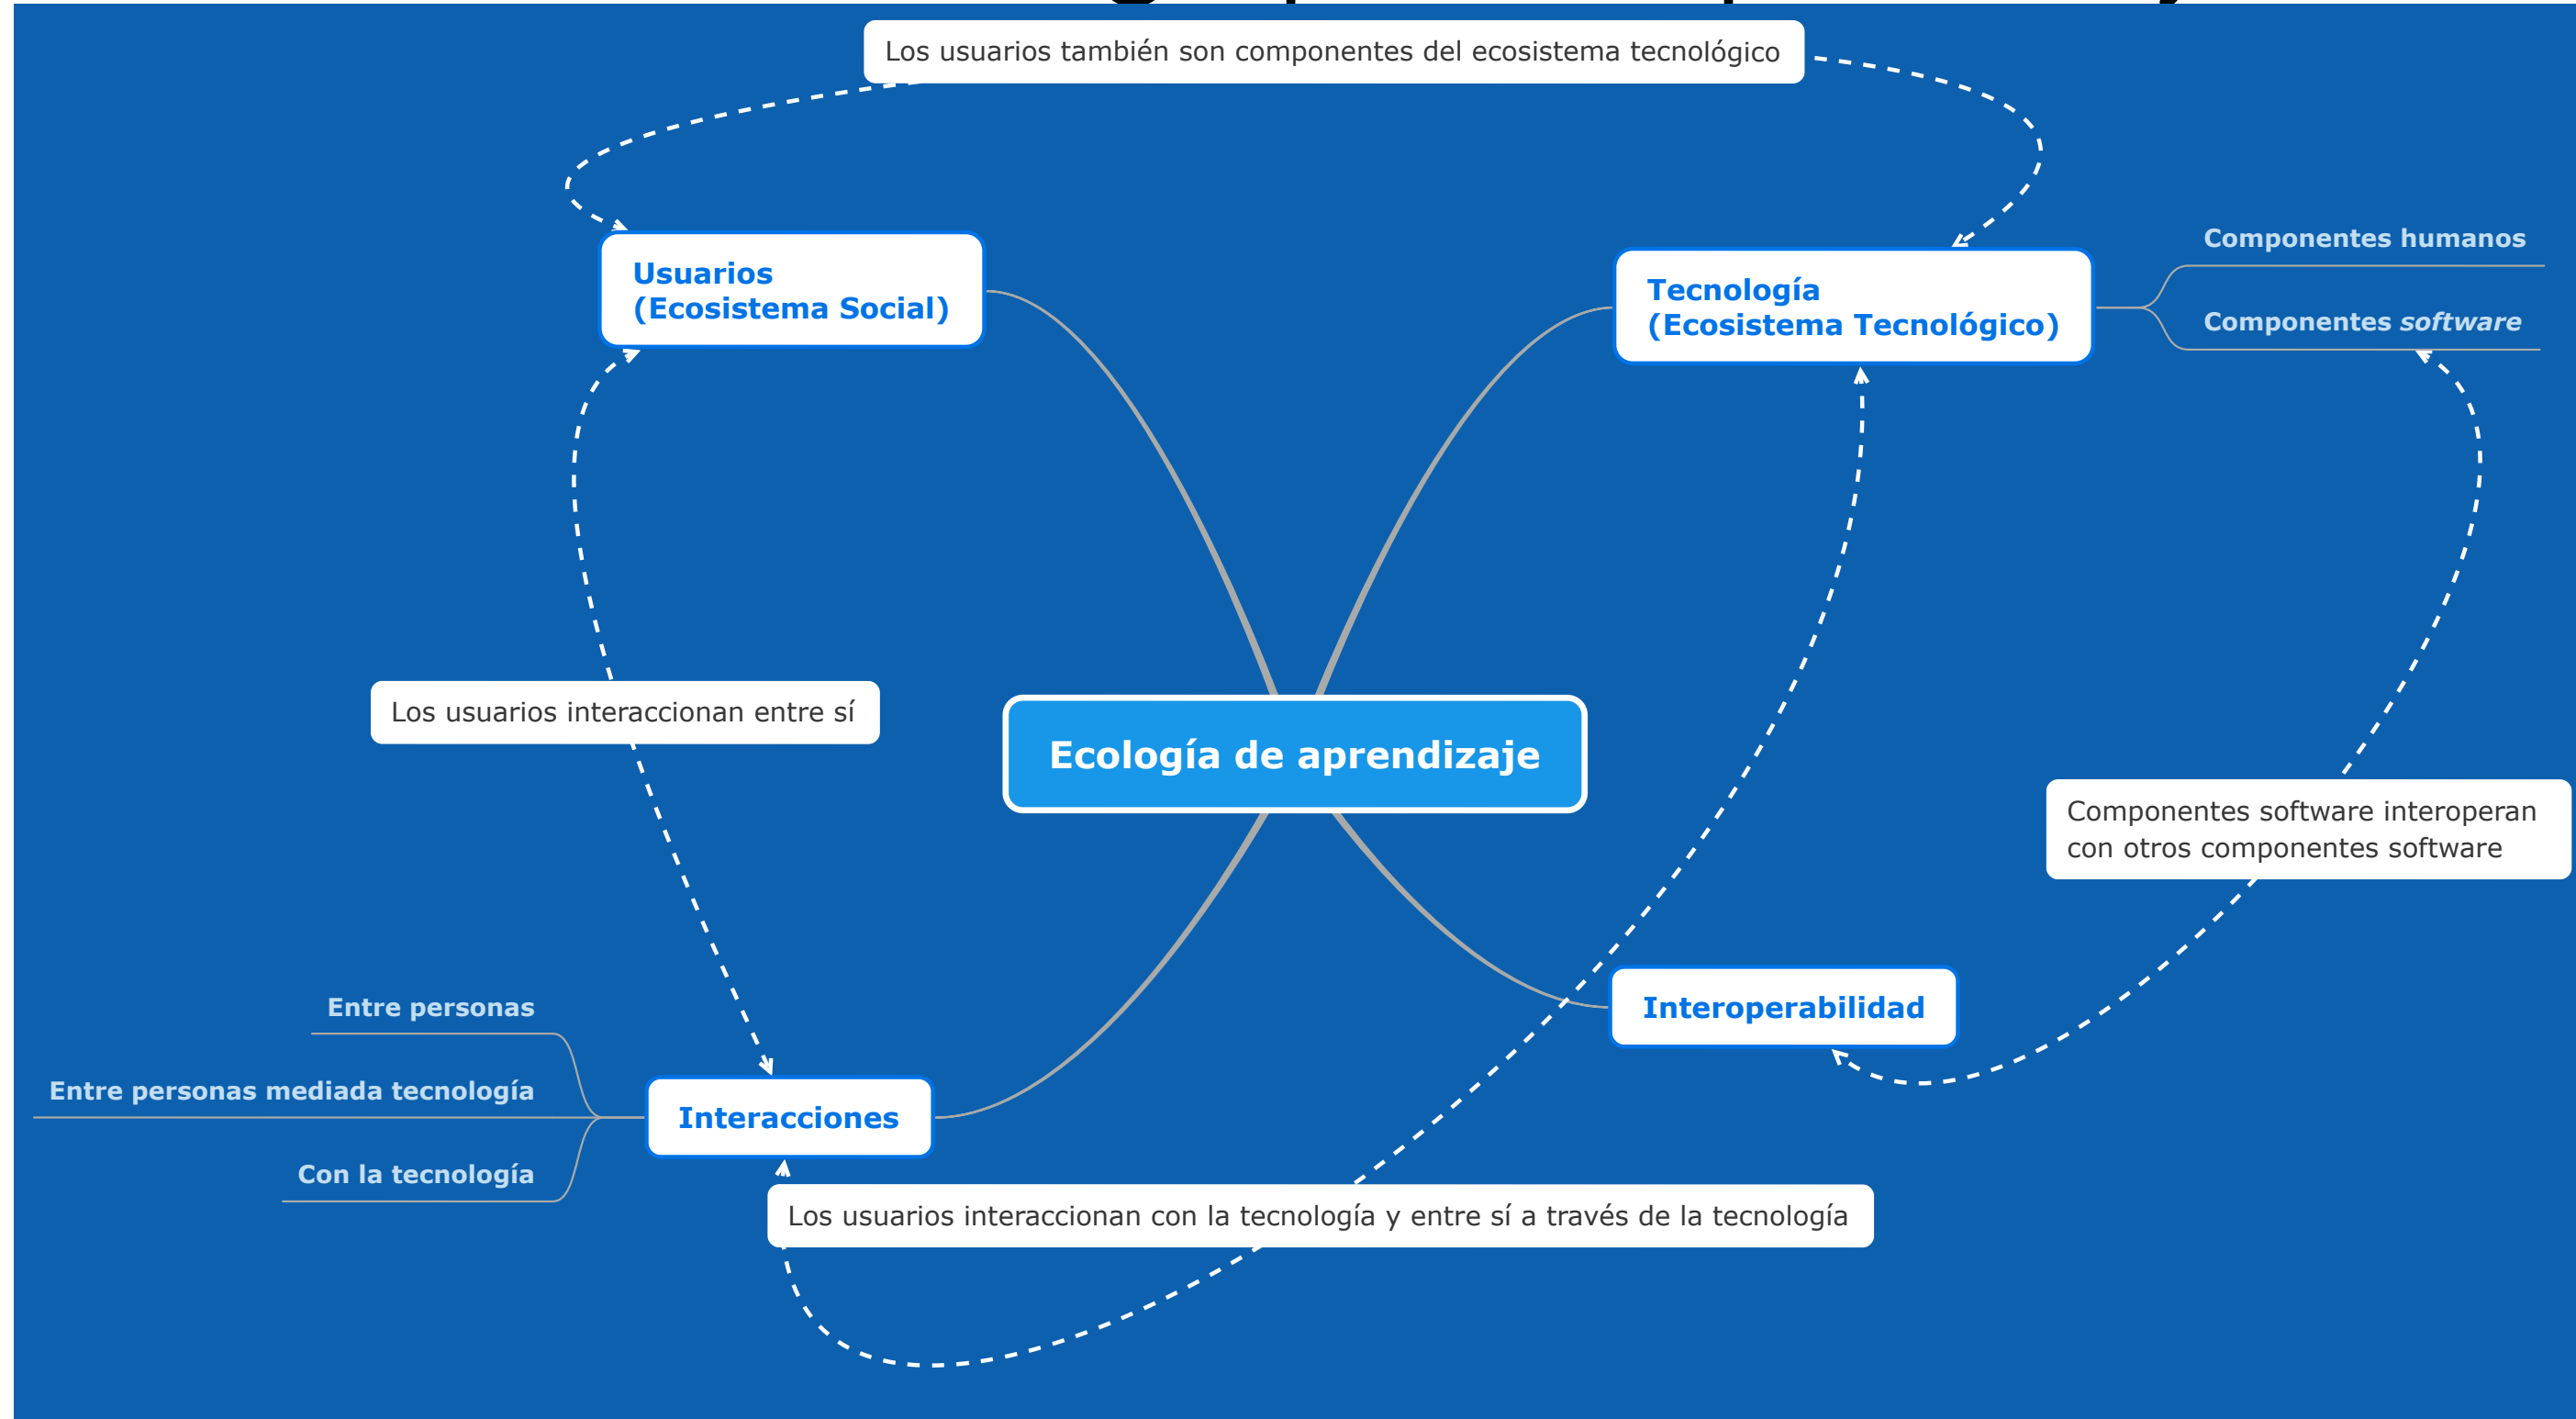 Los usuarios también son componentes del ecosistema tecnológico
Usuarios
(Ecosistema Social)
Tecnología
(Ecosistema Tecnológico)
Componentes humanos
Componentes software
Los usuarios interaccionan entre sí
Ecología de aprendizaje
Componentes software interoperan
con otros componentes software
Interoperabilidad
Entre personas
Entre personas mediada tecnología
Con la tecnología
Interacciones
Los usuarios interaccionan con la tecnología y entre sí a través de la tecnología